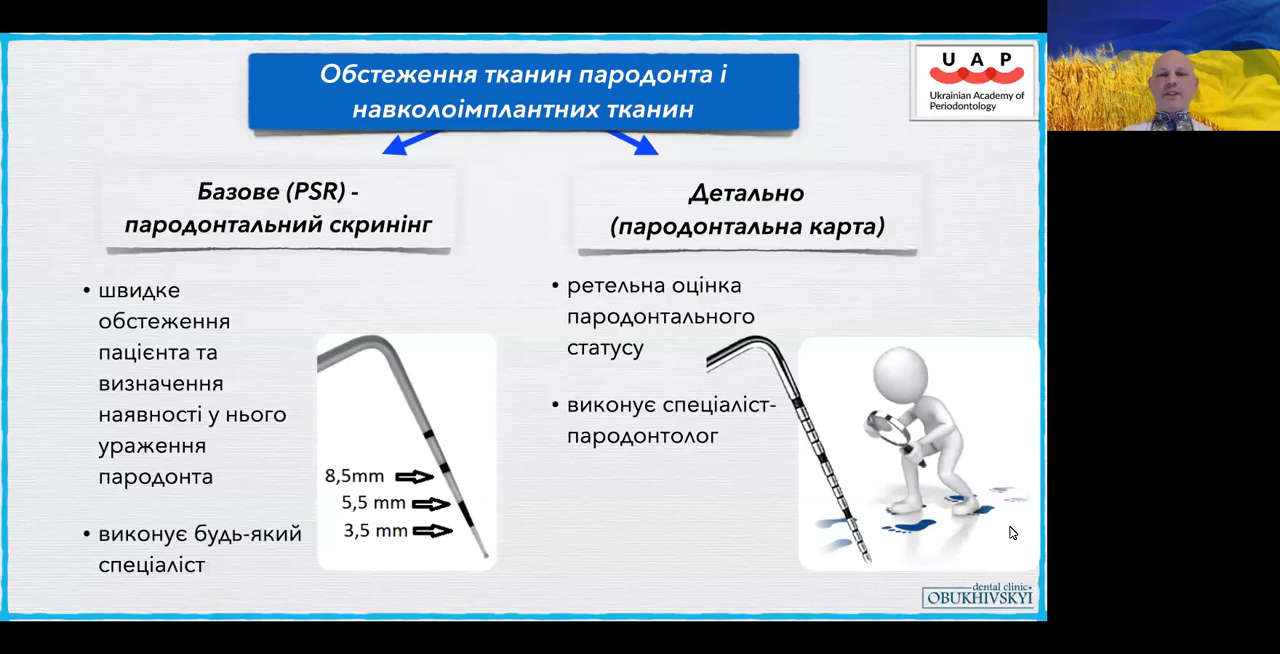 Обстеження тканин пародонта і
навколоімплантних тканин
U A P
Ukrainian Academy of
Periodontology
Базове (PSR) -
пародонтальний скринінг
Детально
(пародонтальна карта)
• швидке
обстеження
пацієнта та
визначення
наявності у нього
ураження
пародонта
• виконує будь-який
спеціаліст
8,5mm
5,5 mm
3,5 mm
• ретельна оцінка
пародонтального
статусу
• виконує спеціаліст-
пародонтолог
dental clinic
OBUKHIVSKYI